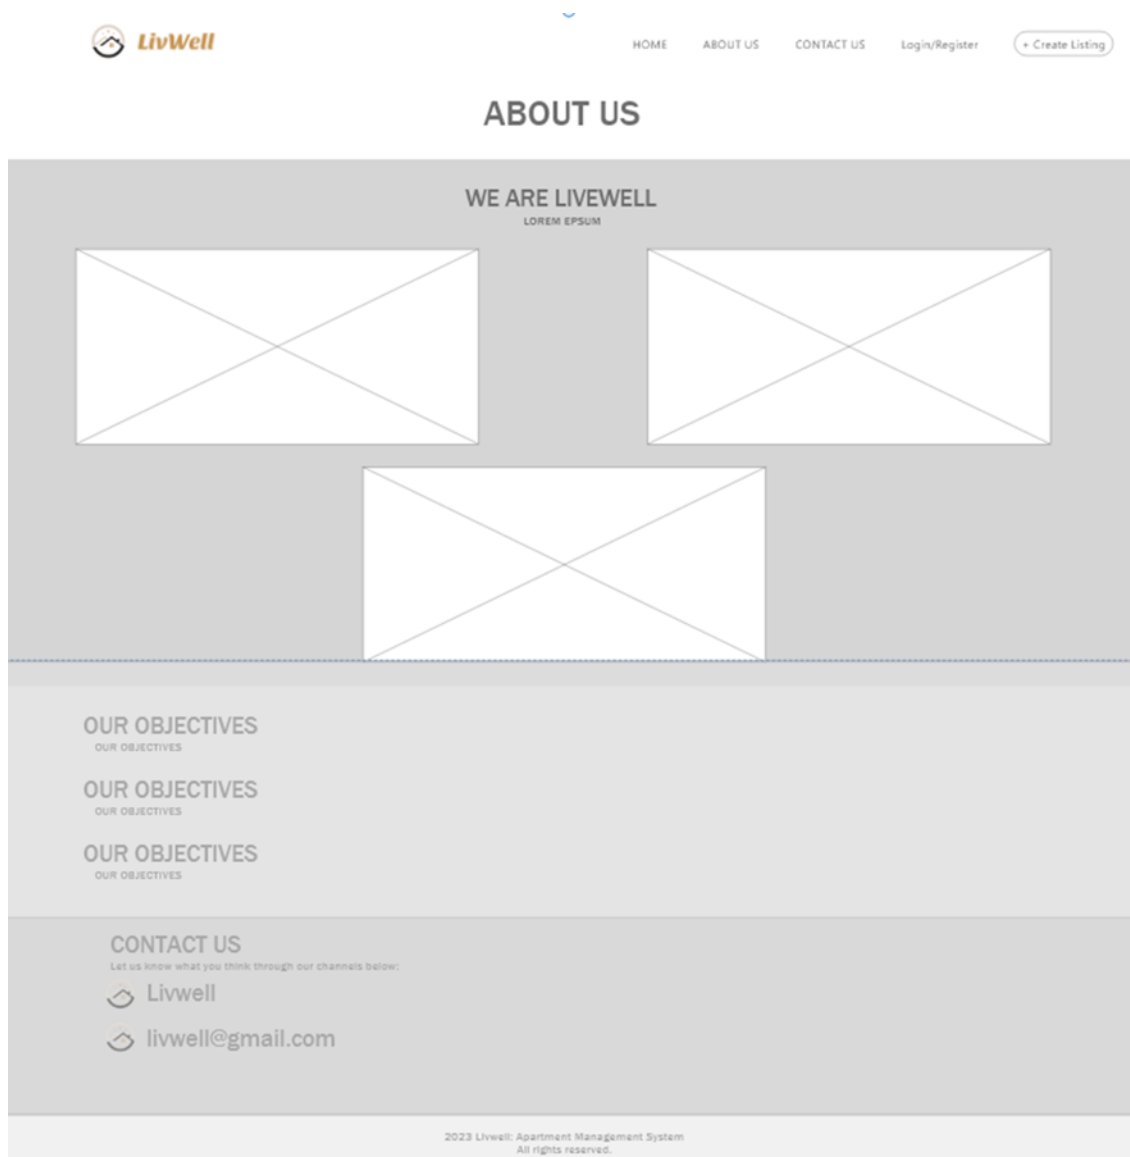 LivWell
HOME ABOUT US CONTACT US Login/Register + Create Listing
ABOUT US
WE ARE LIVEWELL
LOREM EPSUM
OUR OBJECTIVES
OUR OBJECTIVES
OUR OBJECTIVES
OUR OBJECTIVES
OUR OBJECTIVES
OUR OBJECTIVES
CONTACT US
Let us know what you think through our channels below:
Livwell
livwell@gmail.com
2023 Livwell: Apartment Management System
All rights reserved.